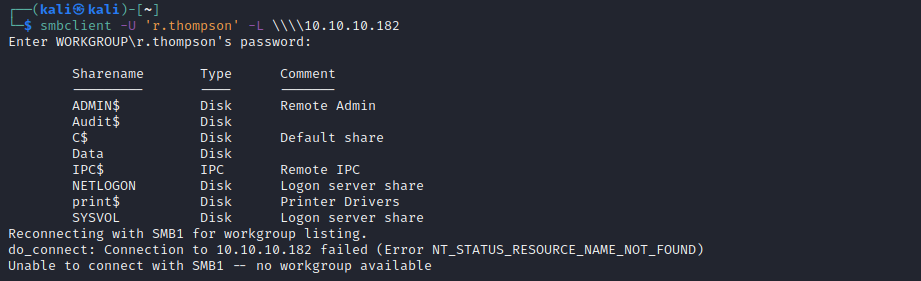 ┌──(kali㉿kali)-[~]
└─$ smbclient -U 'r.thompson' -L \\\\10.10.10.182
Enter WORKGROUP\r.thompson's password:
Sharename Type Comment
--------- ---- -------
ADMIN$ Disk Remote Admin
Audit$ Disk
C$ Disk Default share
Data Disk
IPC$ IPC Remote IPC
NETLOGON Disk Logon server share
print$ Disk Printer Drivers
SYSVOL Disk Logon server share
Reconnecting with SMB1 for workgroup listing.
do_connect: Connection to 10.10.10.182 failed (Error NT_STATUS_RESOURCE_NAME_NOT_FOUND)
Unable to connect with SMB1 -- no workgroup available